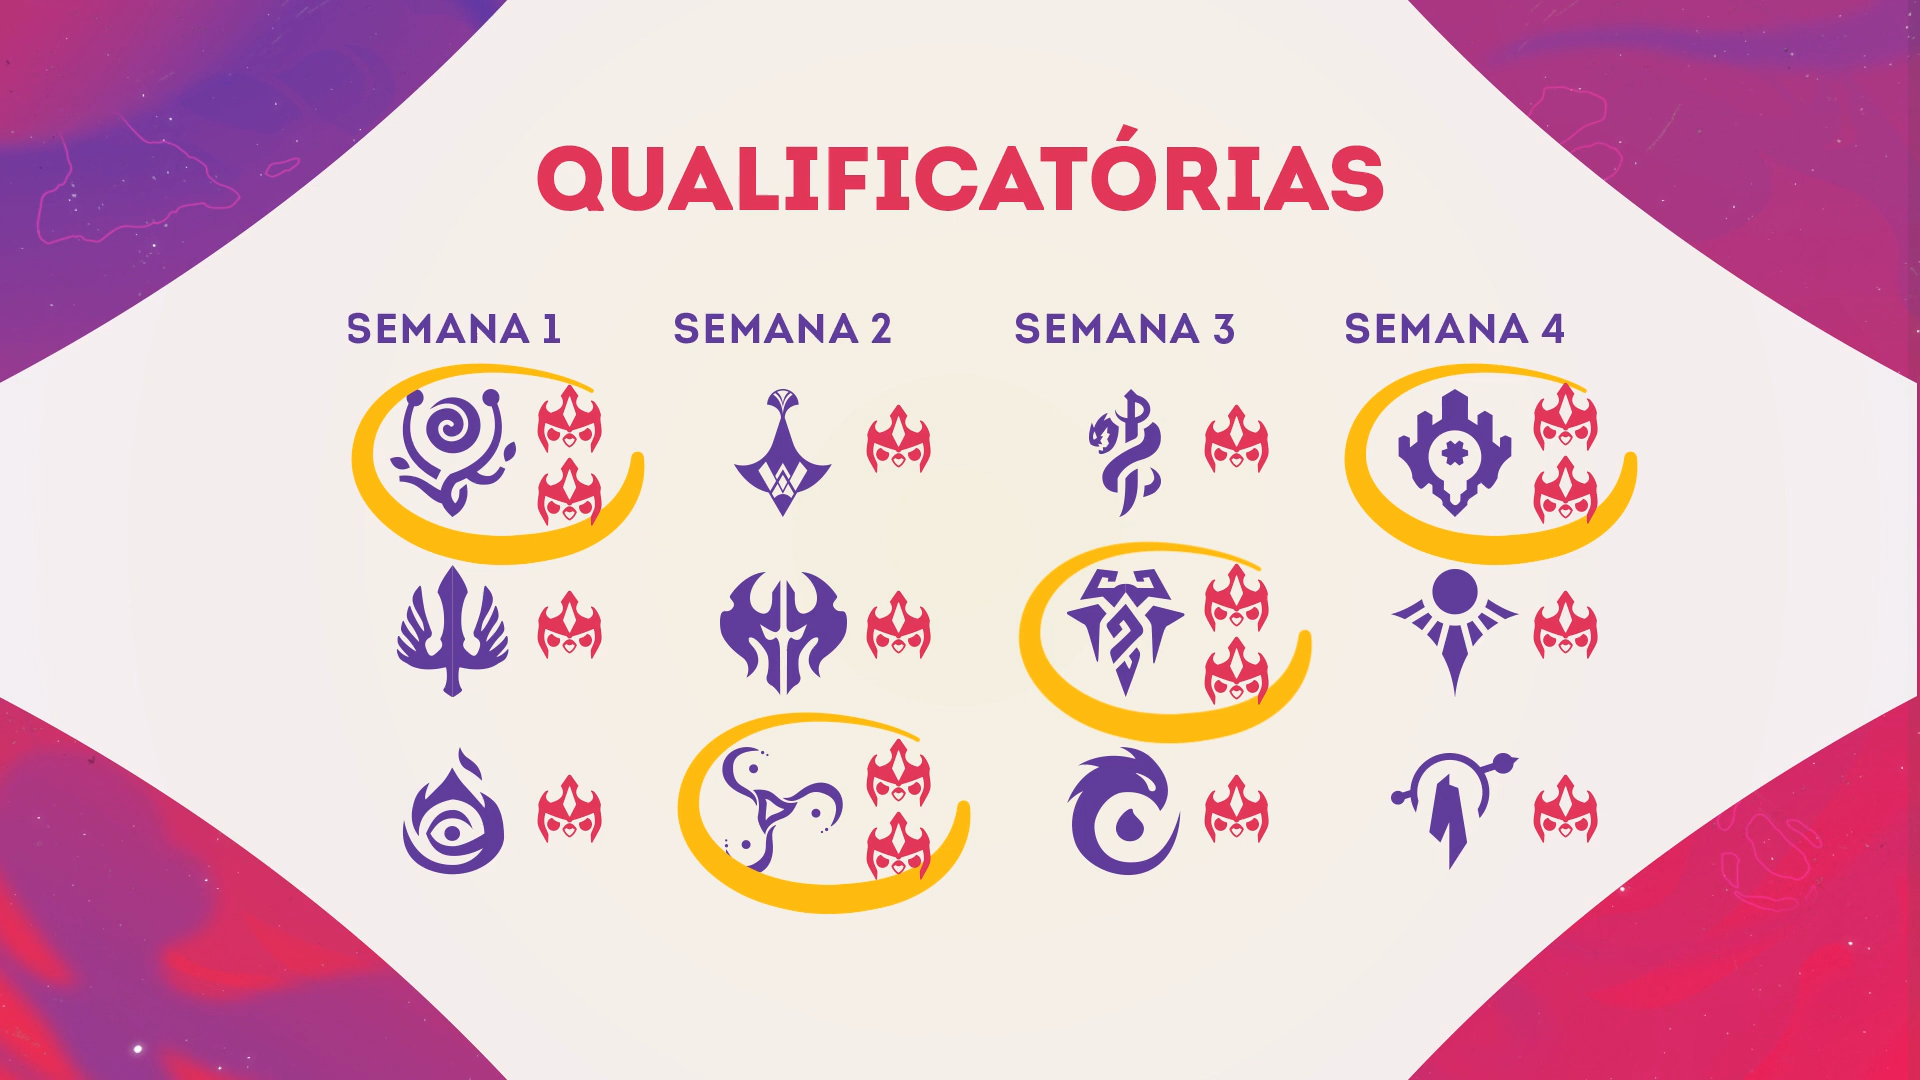 QUALIFICATÓRIAS
SEMANA 1
SEMANA 2
SEMANA 3
SEMANA 4